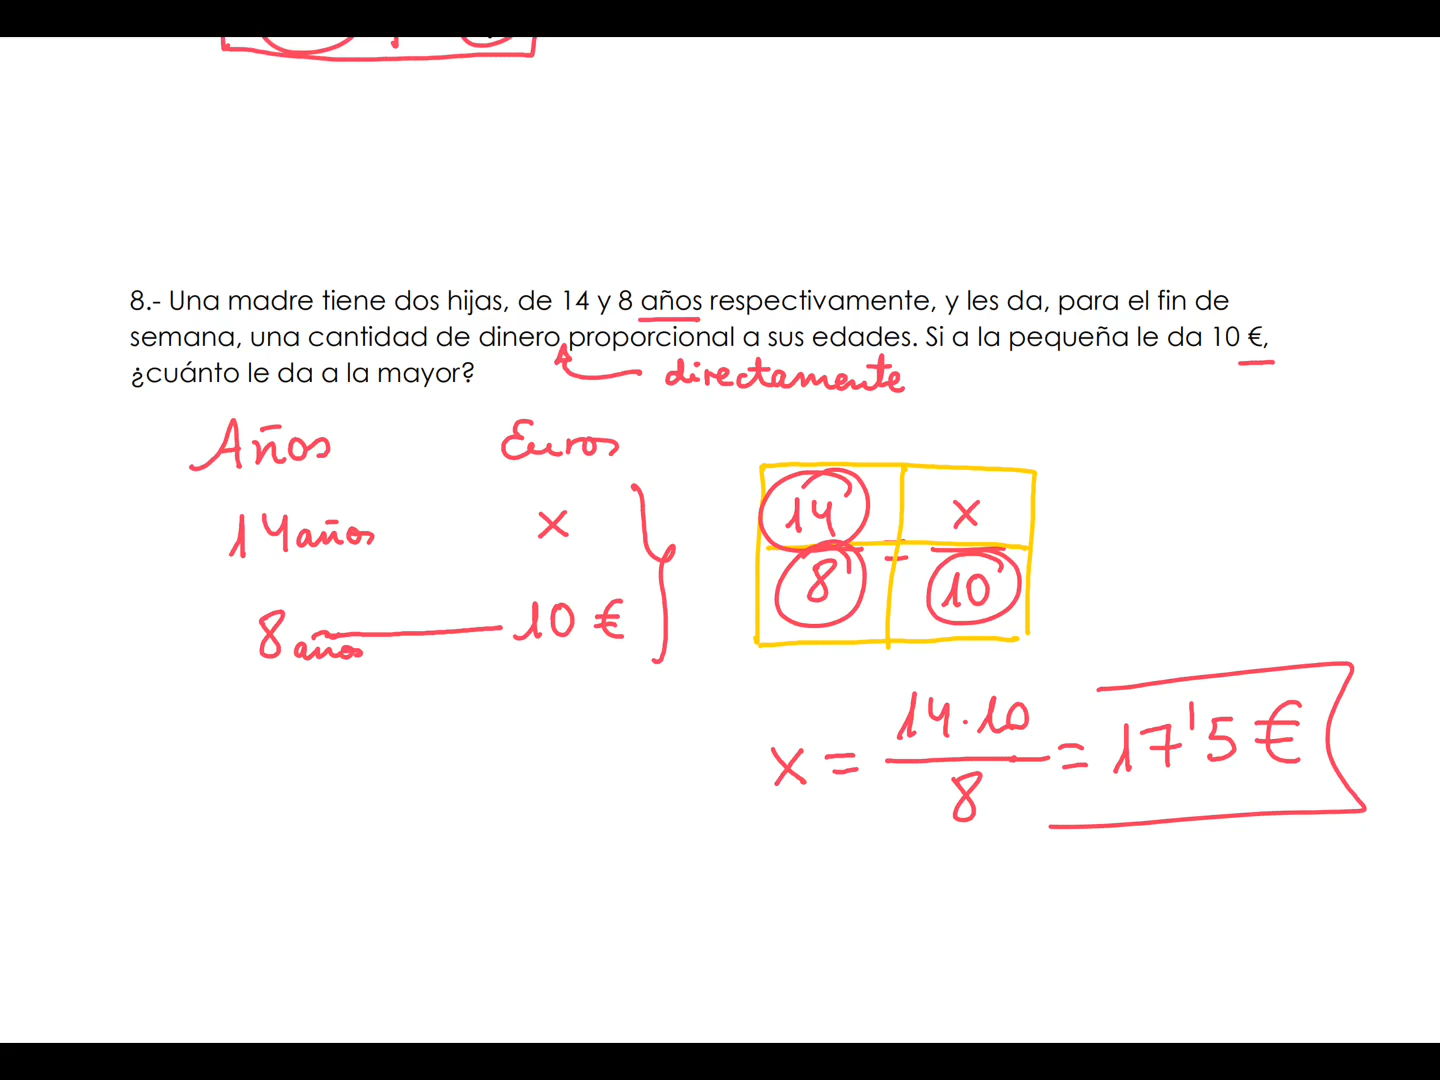 8.- Una madre tiene dos hijas, de 14 y 8 años respectivamente, y les da, para el fin de
semana, una cantidad de dinero proporcional a sus edades. Si a la pequeña le da 10 €,
¿cuánto le da a la mayor?
directamente
Años Euros
14 años x
8 años 10 €
14 x
8 = 10
x = 14·10 / 8 = 17'5 €